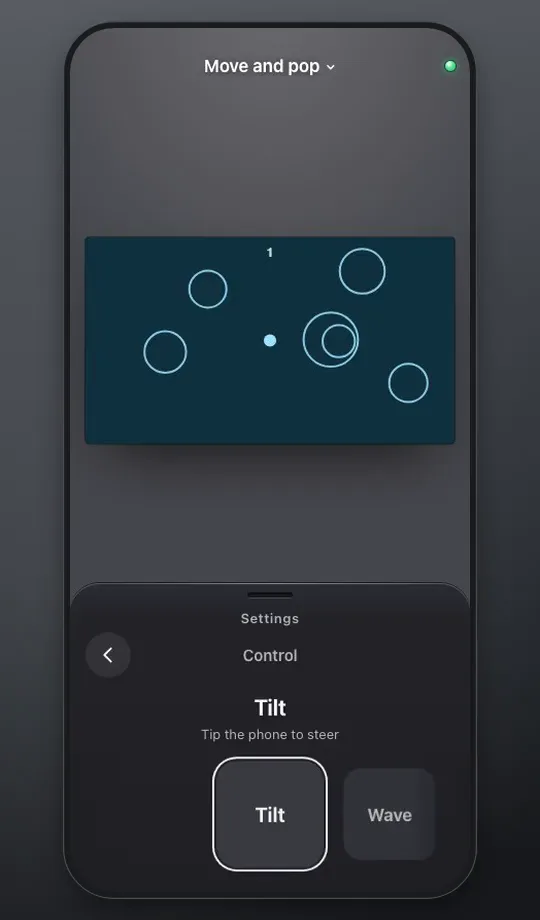 Move and pop
1
Settings
Control
Tilt
Tip the phone to steer
Tilt
Wave